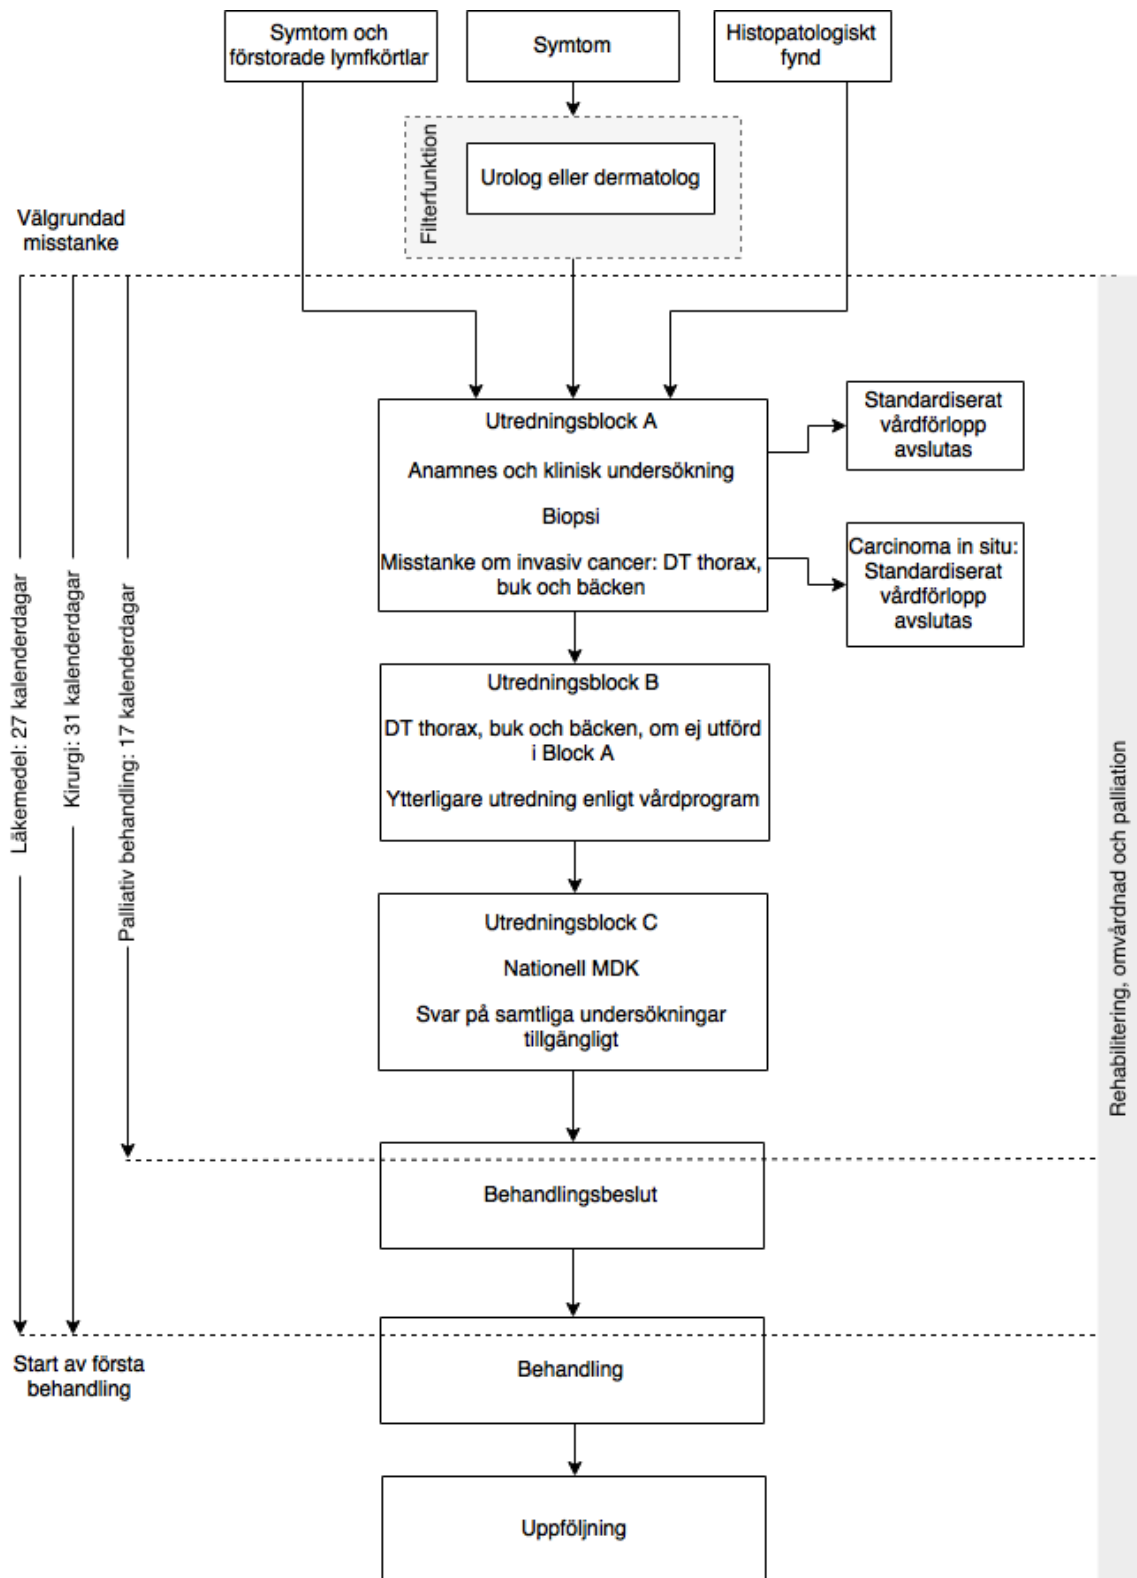 Symtom och
förstorade lymfkörtlar
Symtom
Histopatologiskt
fynd
Filterfunktion
Urolog eller dermatolog
Välgrundad
misstanke
Utredningsblock A
Anamnes och klinisk undersökning
Biopsi
Misstanke om invasiv cancer: DT thorax,
buk och bäcken
Standardiserat
vårdförlopp
avslutas
Carcinoma in situ:
Standardiserat
vårdförlopp
avslutas
Läkemedel: 27 kalenderdagar
Kirurgi: 31 kalenderdagar
Palliativ behandling: 17 kalenderdagar
Utredningsblock B
DT thorax, buk och bäcken, om ej utförd
i Block A
Ytterligare utredning enligt vårdprogram
Utredningsblock C
Nationell MDK
Svar på samtliga undersökningar
tillgängligt
Rehabilitering, omvårdnad och palliation
Behandlingsbeslut
Start av första
behandling
Behandling
Uppföljning